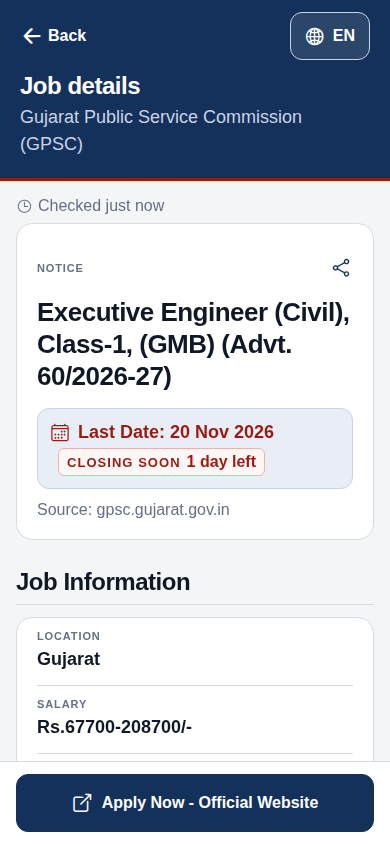 Back
EN
Job details
Gujarat Public Service Commission
(GPSC)
Checked just now
NOTICE
Executive Engineer (Civil),
Class-1, (GMB) (Advt.
60/2026-27)
Last Date: 20 Nov 2026
CLOSING SOON 1 day left
Source: gpsc.gujarat.gov.in
Job Information
LOCATION
Gujarat
SALARY
Rs.67700-208700/-
Apply Now - Official Website